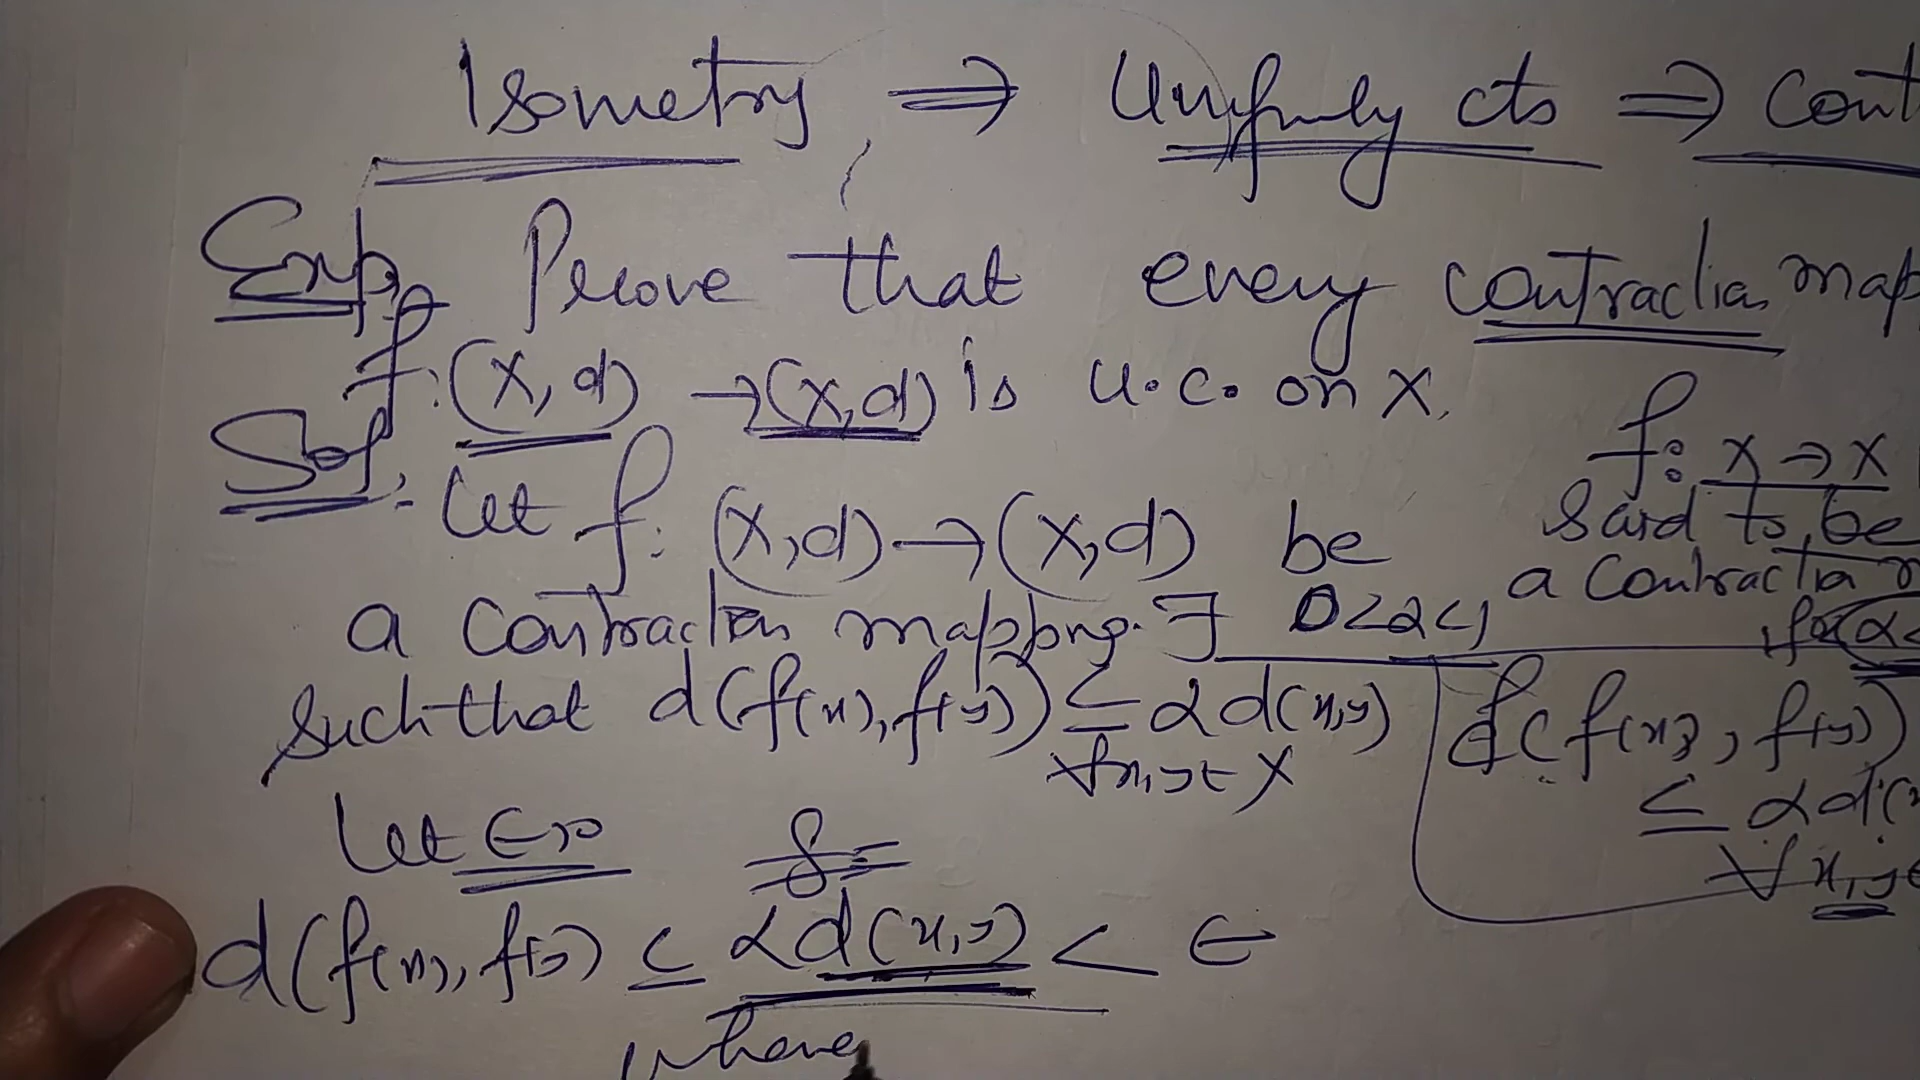 Isometry ⇒ Uniformly cts ⇒ cont
Exp. Prove that every contraction map
f: (X, d) → (X, d) is u.c. on X.
Sol:- Let f: (X, d) → (X, d) be
a contraction mapping. ∃ 0<α<1
such that d(f(x), f(y)) ≤ α d(x, y)
∀ x, y ∈ X
Let ∈>0 δ=
d(f(x), f(y)) ≤ α d(x, y) < ∈
where
f: X → X
said to be
a contraction m
if α<
d(f(x), f(y))
≤ α d(x
∀ x, y ∈